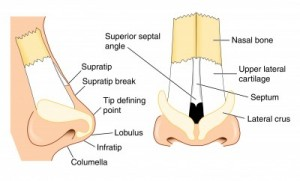 Superior septal
angle
Nasal bone
Supratip
Supratip break
Tip defining
point
Upper lateral
cartilage
Septum
Lateral crus
Lobulus
Infratip
Columella